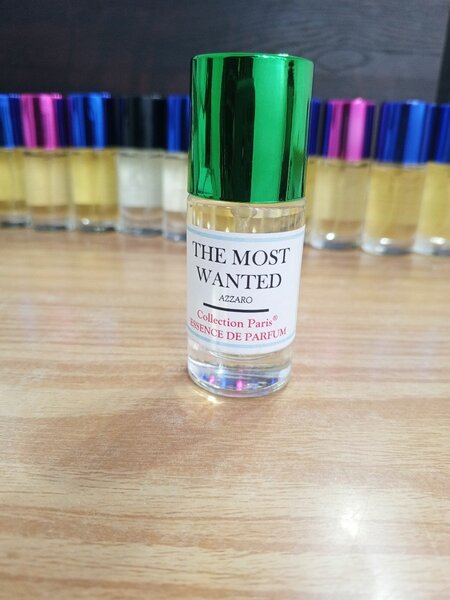 THE MOST
WANTED
AZZARO
Collection Paris®
ESSENCE DE PARFUM